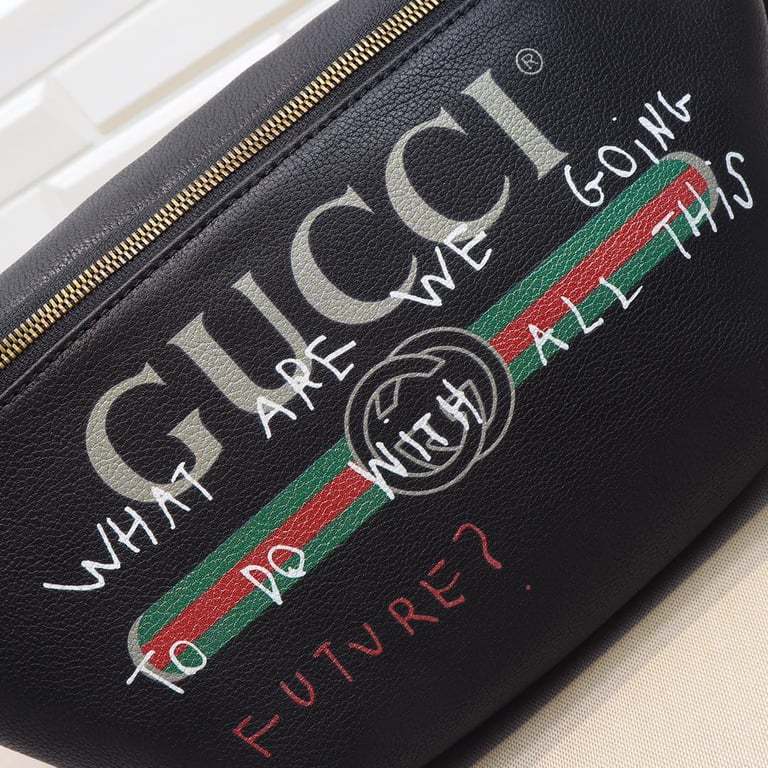 GUCCI®
WHAT ARE WE GOING
TO DO WITH ALL THIS
FUTURE?